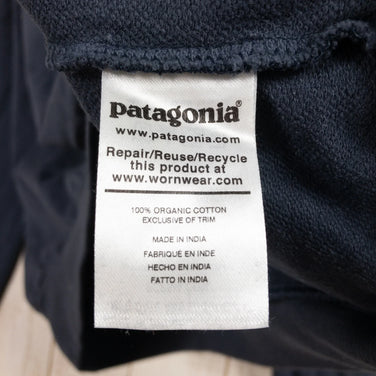 patagonia®
www.patagonia.com
Repair/Reuse/Recycle
this product at
www.wornwear.com
100% ORGANIC COTTON
EXCLUSIVE OF TRIM
MADE IN INDIA
FABRIQUÉ EN INDE
HECHO EN INDIA
FATTO IN INDIA